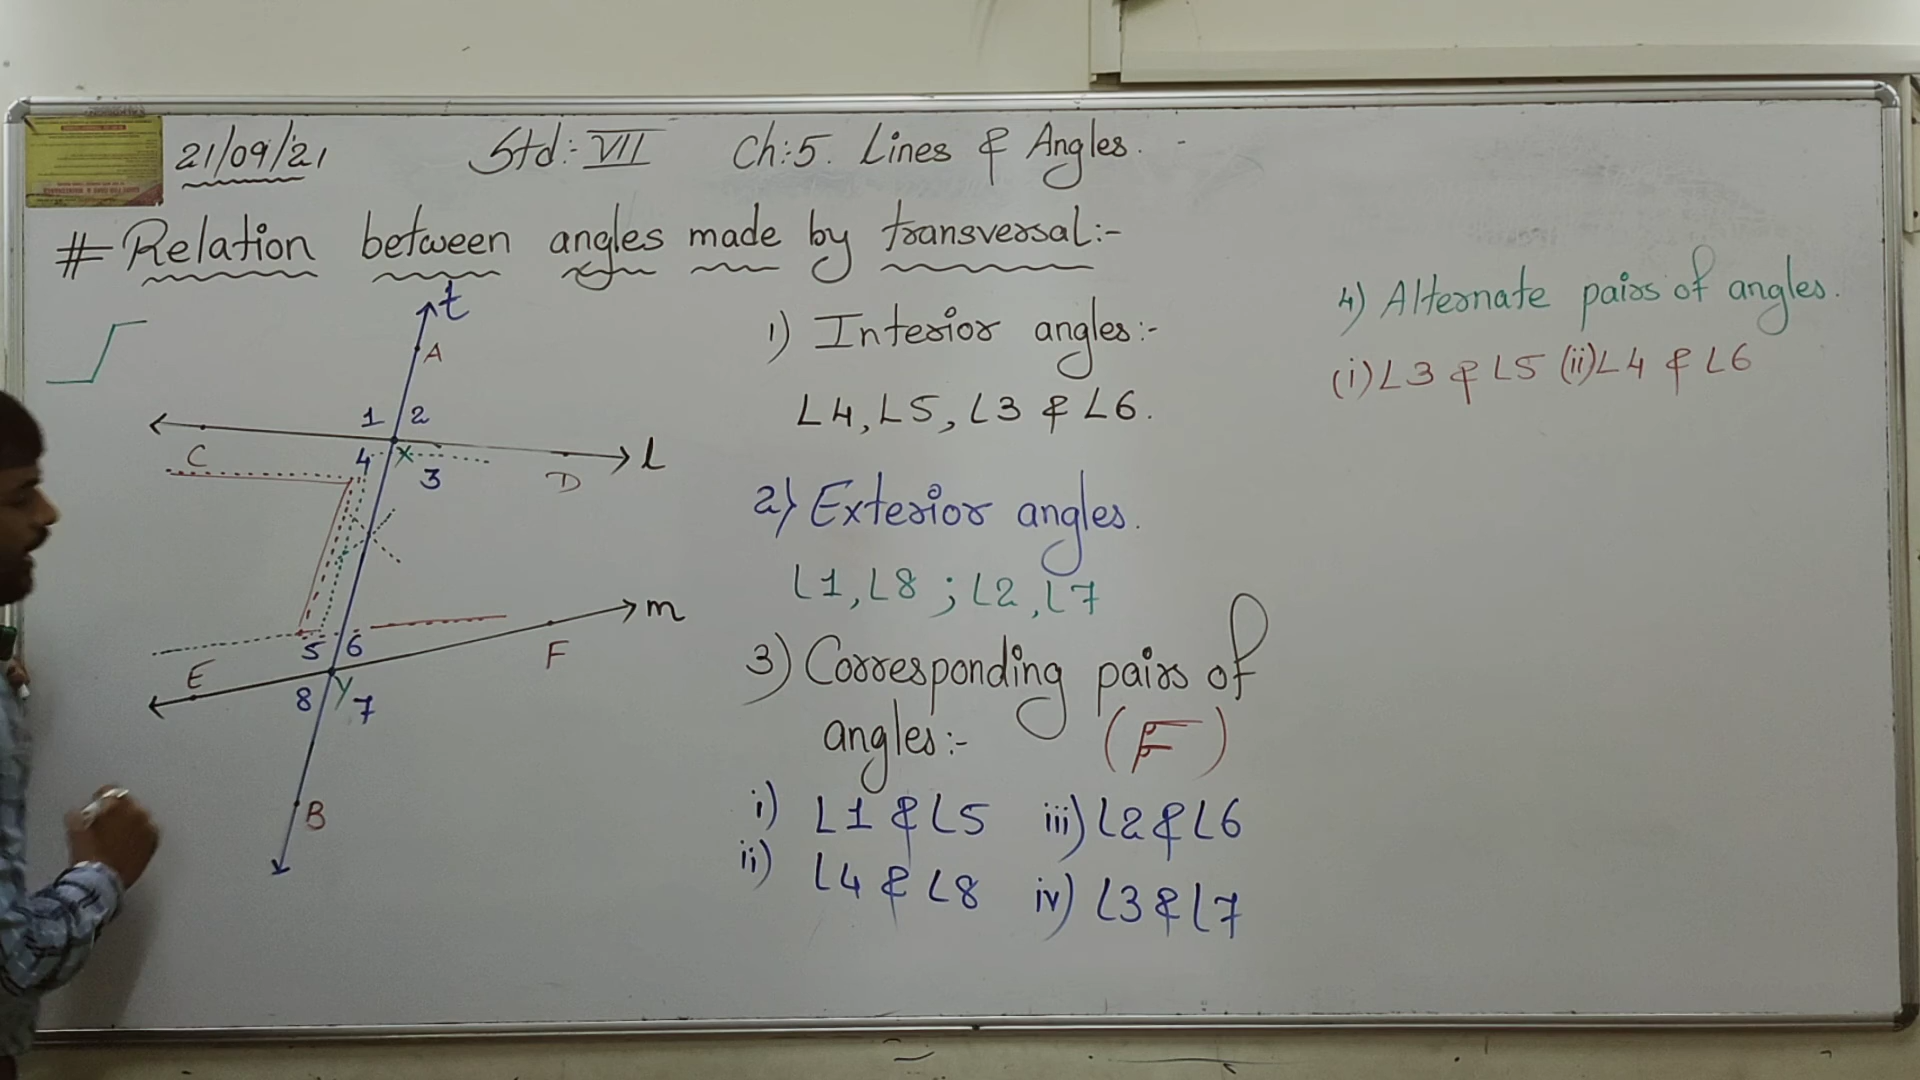 21/09/21 Std:- VII Ch:5. Lines & Angles.
# Relation between angles made by transversal:-
t
A
1 2
C 4 X 3 D l
5 6 m
E 8 Y 7 F
B
1) Interior angles:-
∠4, ∠5, ∠3 & ∠6.
2) Exterior angles.
∠1, ∠8 ; ∠2, ∠7
3) Corresponding pairs of
angles:- (F)
i) ∠1 & ∠5 iii) ∠2 & ∠6
ii) ∠4 & ∠8 iv) ∠3 & ∠7
4) Alternate pairs of angles.
(i) ∠3 & ∠5 (ii) ∠4 & ∠6